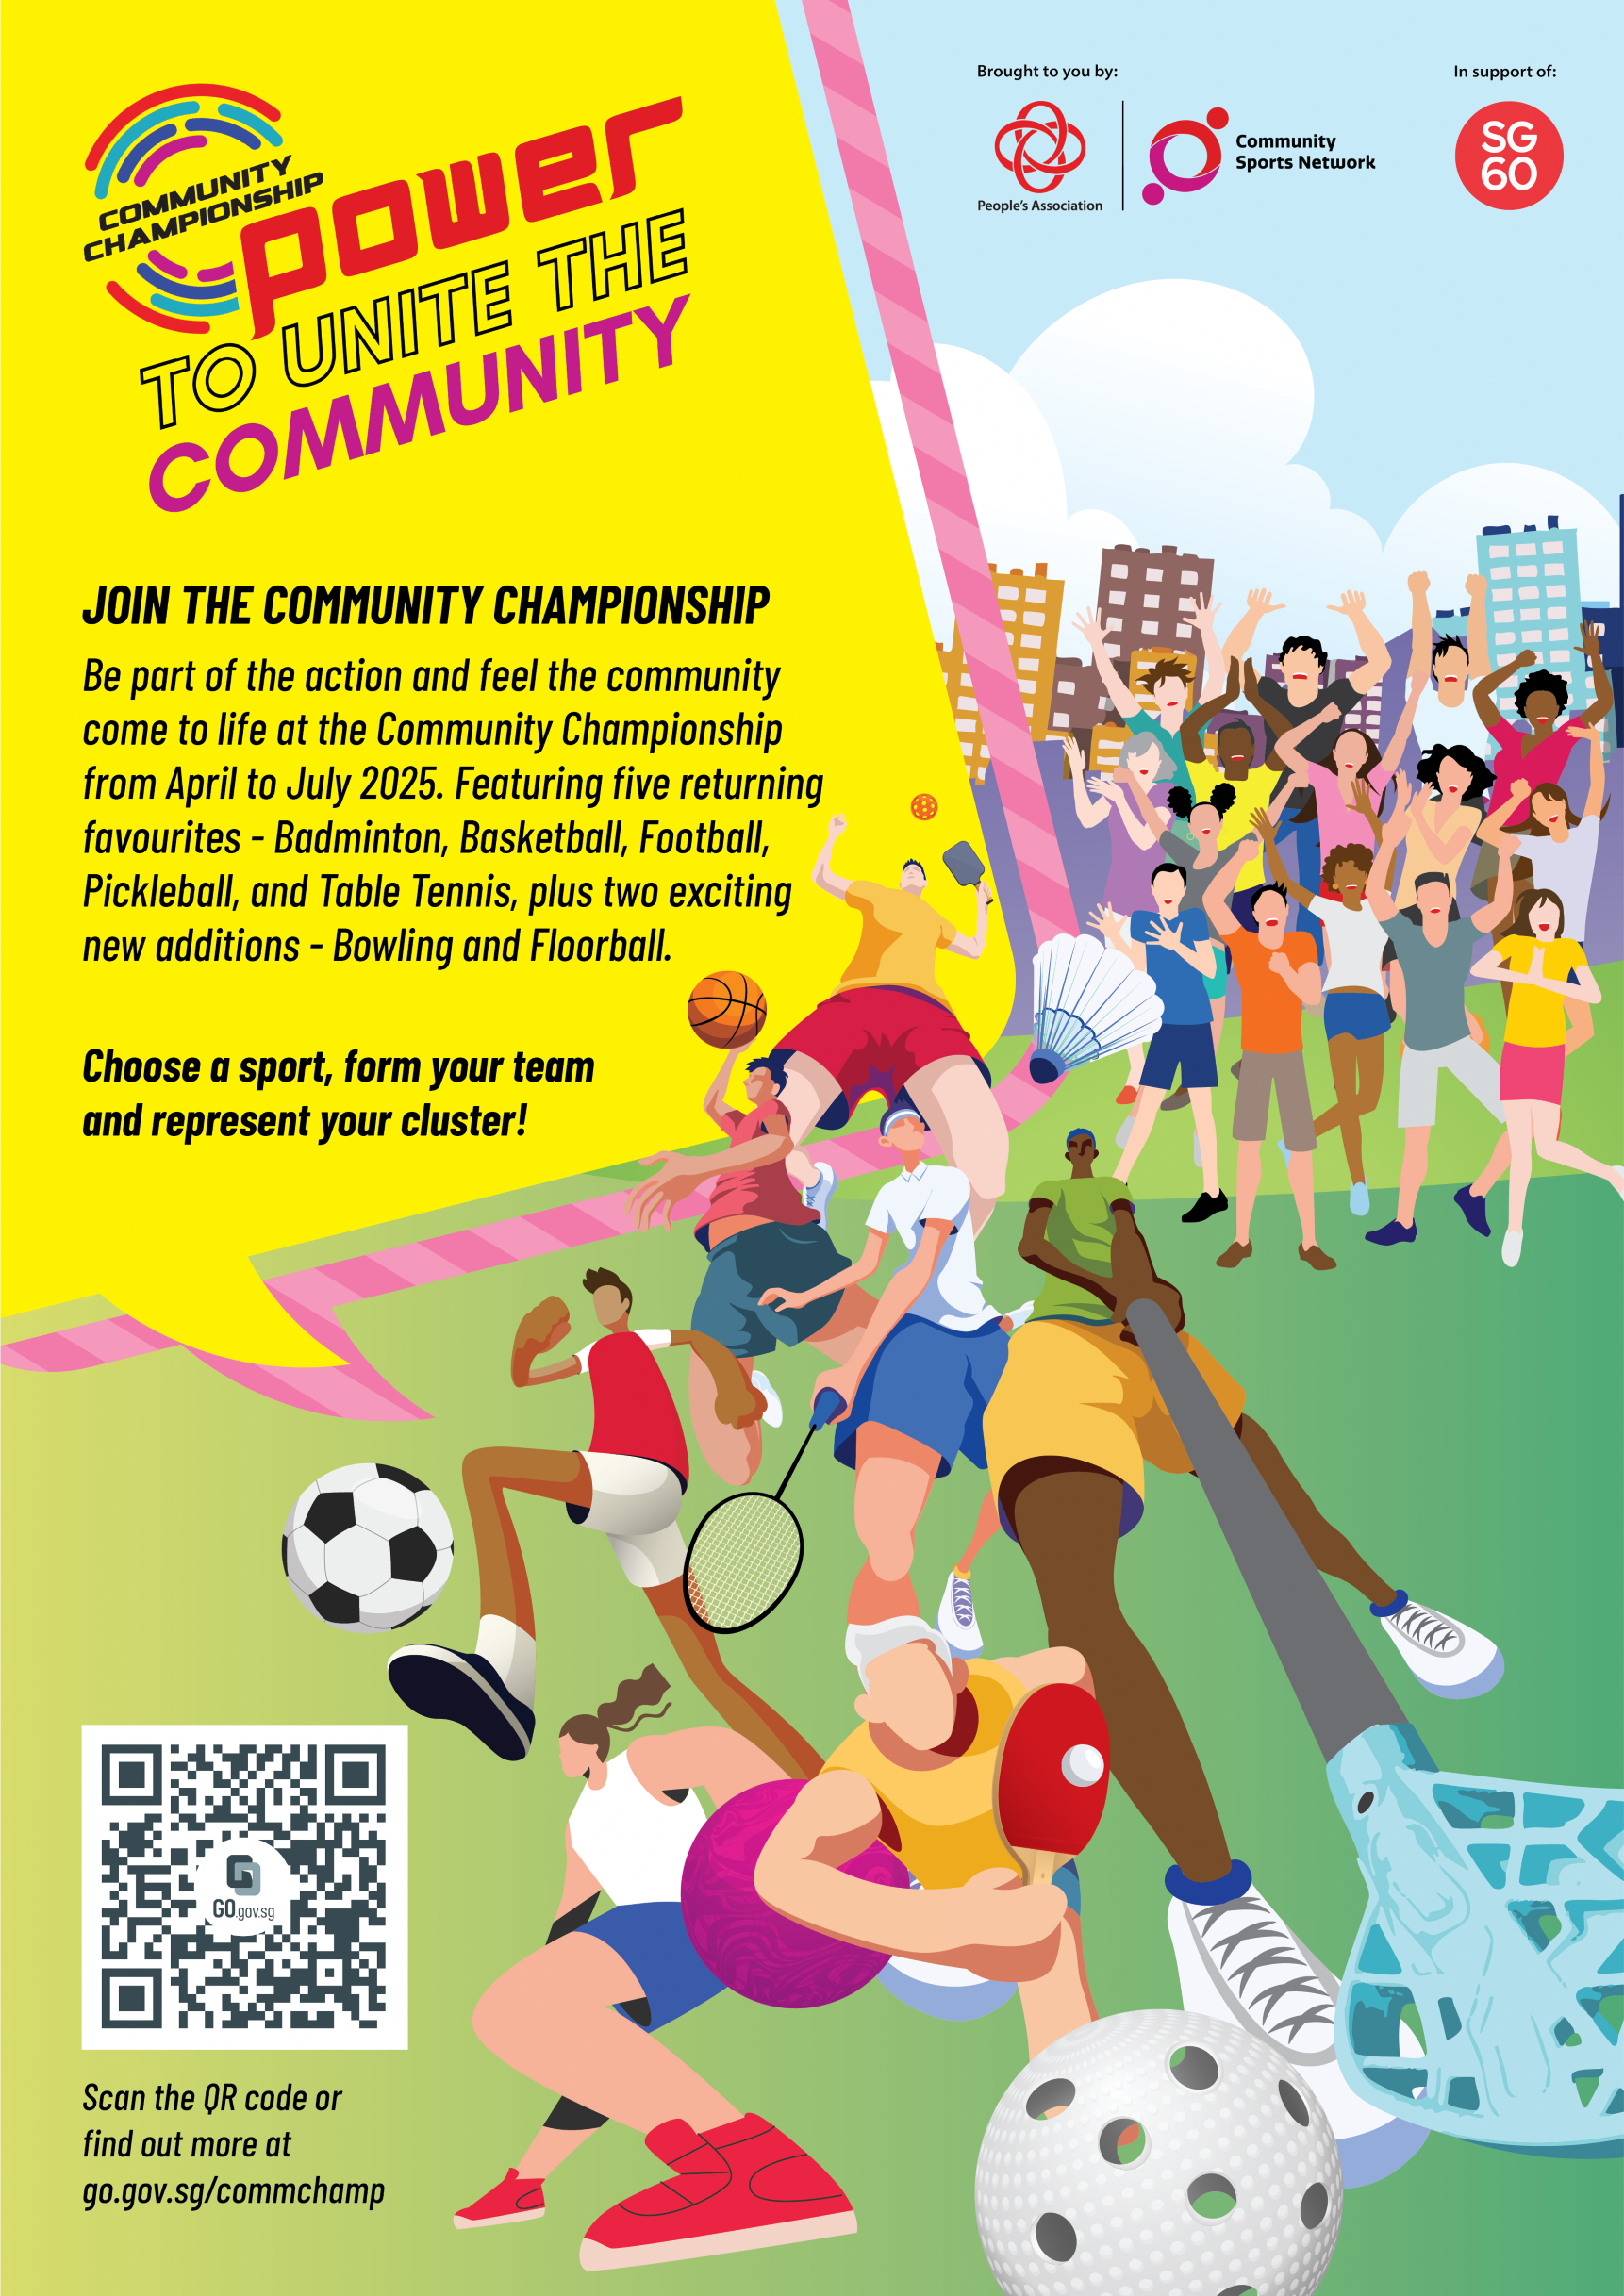 COMMUNITY
CHAMPIONSHIP
power
TO UNITE THE
COMMUNITY
Brought to you by:
People's Association
Community
Sports Network
In support of:
SG
60
JOIN THE COMMUNITY CHAMPIONSHIP
Be part of the action and feel the community
come to life at the Community Championship
from April to July 2025. Featuring five returning
favourites - Badminton, Basketball, Football,
Pickleball, and Table Tennis, plus two exciting
new additions - Bowling and Floorball.
Choose a sport, form your team
and represent your cluster!
GO.gov.sg
Scan the QR code or
find out more at
go.gov.sg/commchamp